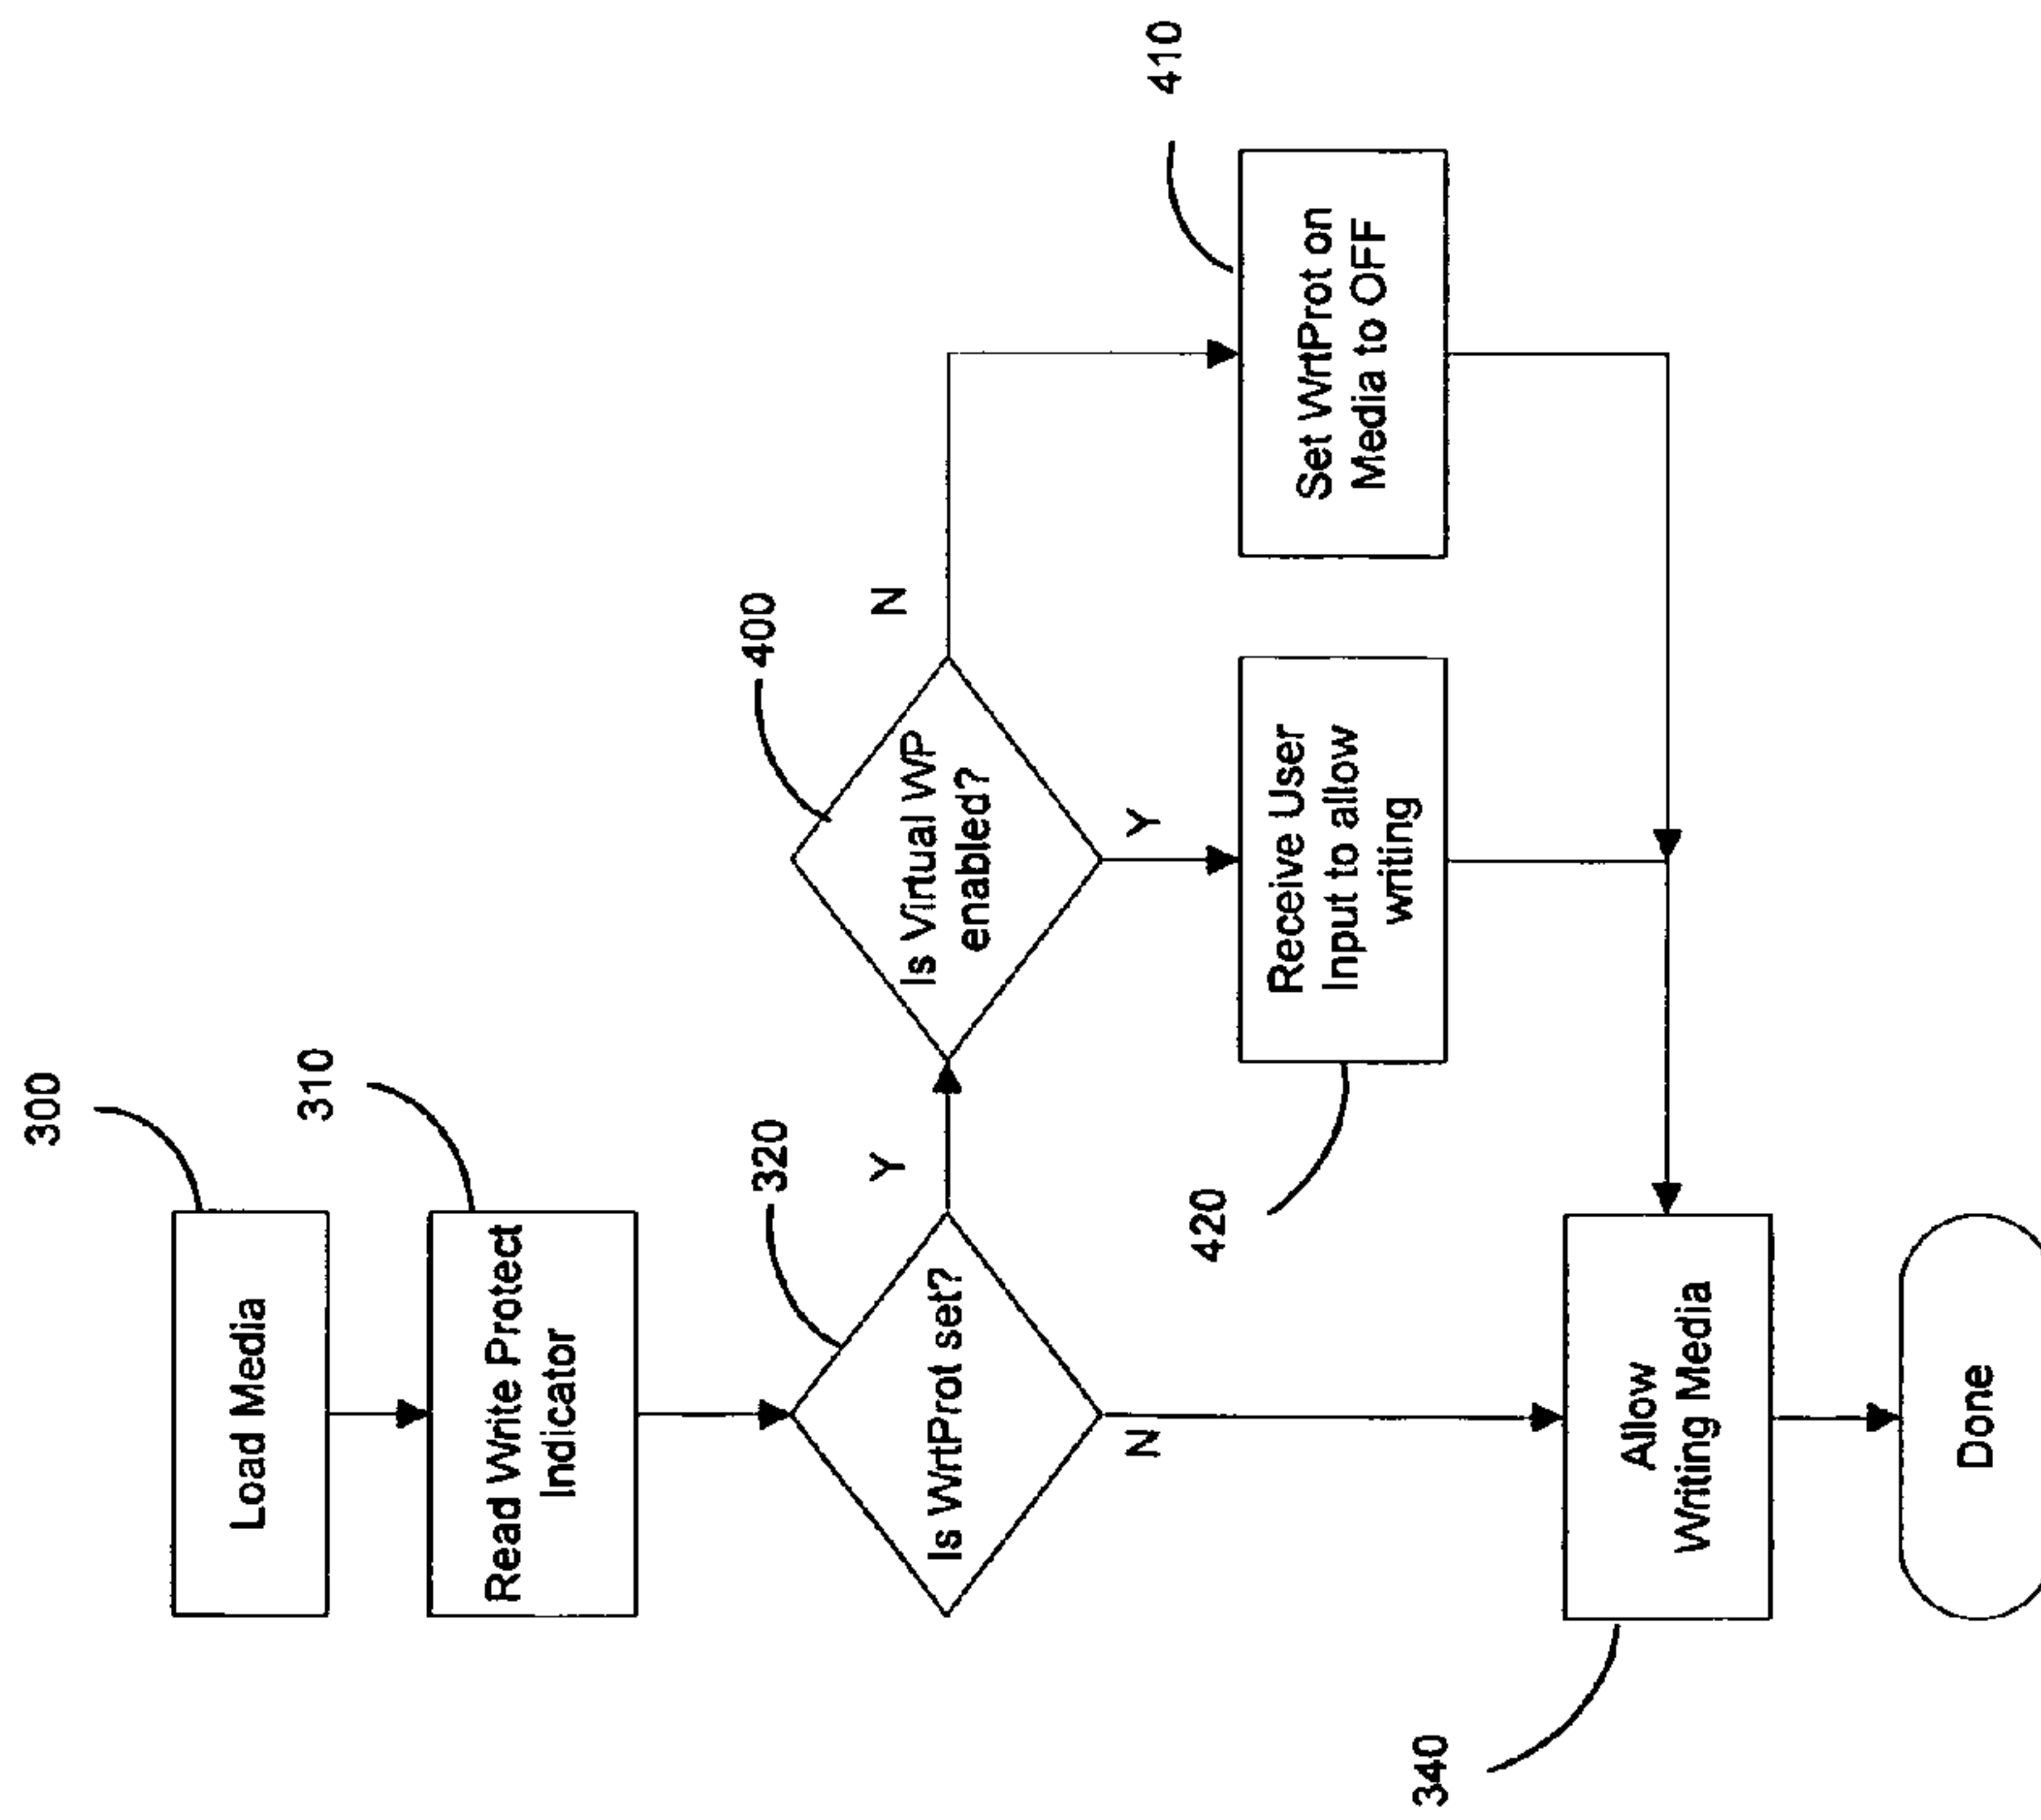 300
Load Media
310
Read Write Protect
Indicator
320
Is WrtProt set?
Y
N
400
Is Virtual WP
enabled?
N
Y
410
Set WrtProt on
Media to OFF
420
Receive User
Input to allow
writing
340
Allow
Writing Media
Done